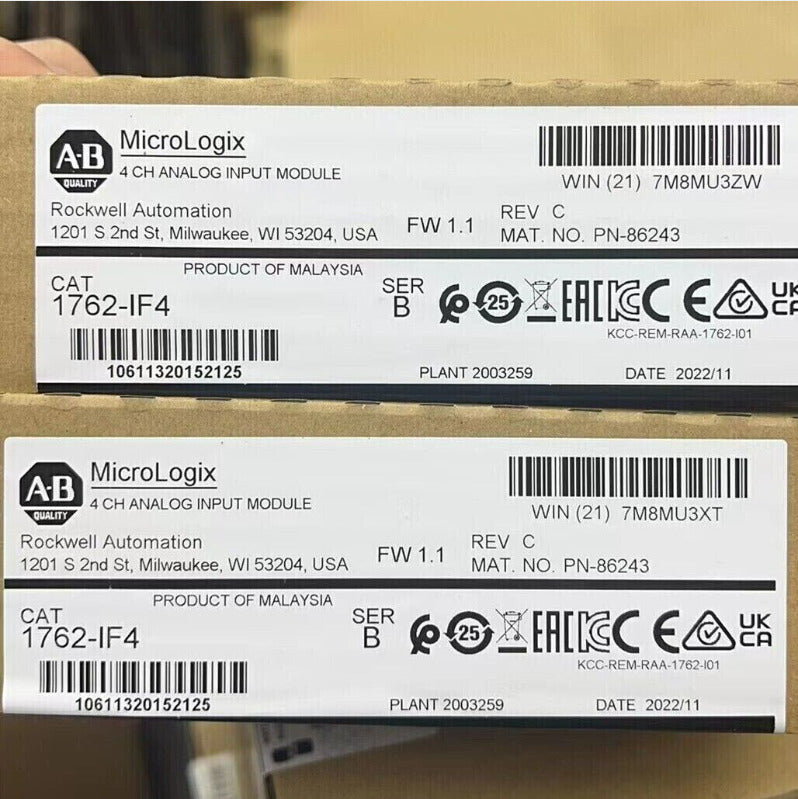 A-B
QUALITY
MicroLogix
4 CH ANALOG INPUT MODULE
WIN (21) 7M8MU3ZW
Rockwell Automation
1201 S 2nd St, Milwaukee, WI 53204, USA
FW 1.1
REV C
MAT. NO. PN-86243
PRODUCT OF MALAYSIA
CAT
1762-IF4
SER
B
25
EAC
KC
CE
UK
CA
KCC-REM-RAA-1762-I01
10611320152125
PLANT 2003259
DATE 2022/11
A-B
QUALITY
MicroLogix
4 CH ANALOG INPUT MODULE
WIN (21) 7M8MU3XT
Rockwell Automation
1201 S 2nd St, Milwaukee, WI 53204, USA
FW 1.1
REV C
MAT. NO. PN-86243
PRODUCT OF MALAYSIA
CAT
1762-IF4
SER
B
25
EAC
KC
CE
UK
CA
KCC-REM-RAA-1762-I01
10611320152125
PLANT 2003259
DATE 2022/11